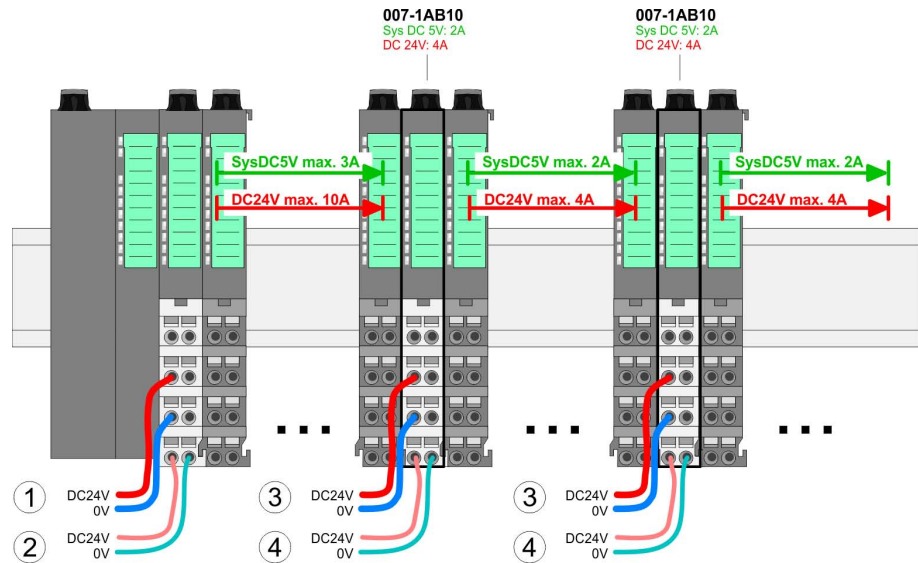 007-1AB10
Sys DC 5V: 2A
DC 24V: 4A
007-1AB10
Sys DC 5V: 2A
DC 24V: 4A
SysDC5V max. 3A
SysDC5V max. 2A
SysDC5V max. 2A
DC24V max. 10A
DC24V max. 4A
DC24V max. 4A
1 DC24V
0V
2 DC24V
0V
3 DC24V
0V
4 DC24V
0V
3 DC24V
0V
4 DC24V
0V